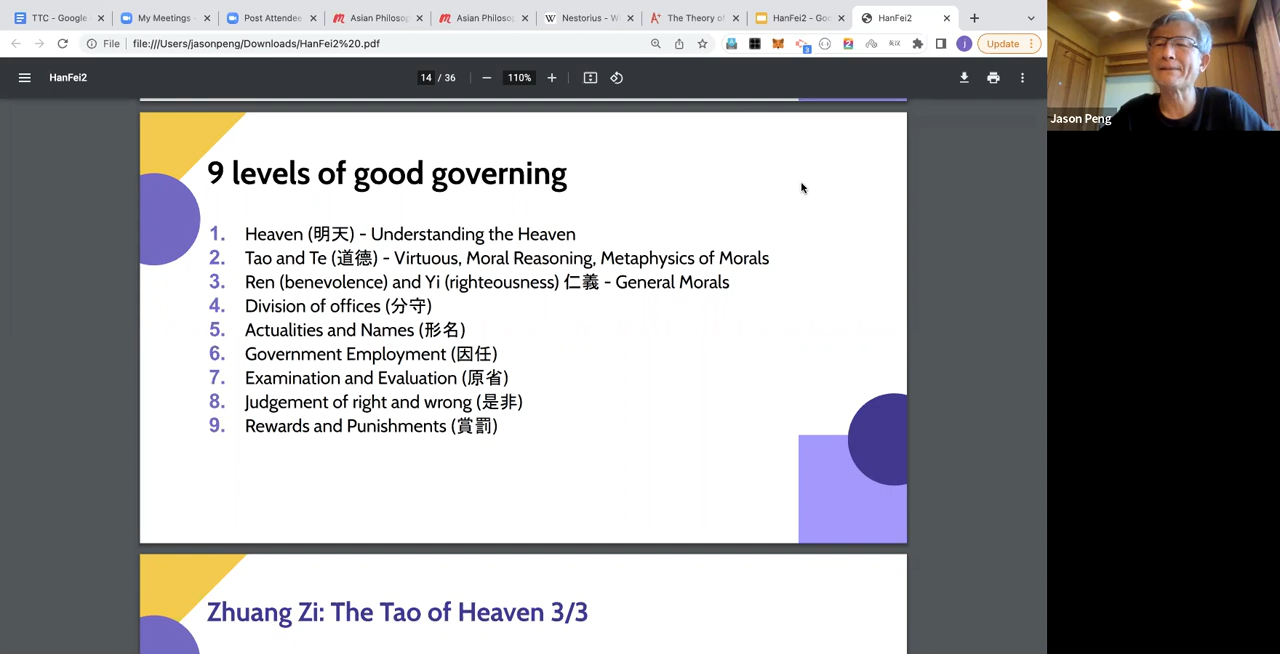 TTC - Google
My Meetings -
Post Attendee
Asian Philosop
Asian Philosop
Nestorius - Wi
The Theory of
HanFei2 - Goo
HanFei2
File
file:///Users/jasonpeng/Downloads/HanFei2%20.pdf
Update
HanFei2
14 / 36
110%
Jason Peng
9 levels of good governing
1. Heaven (明天) - Understanding the Heaven
2. Tao and Te (道德) - Virtuous, Moral Reasoning, Metaphysics of Morals
3. Ren (benevolence) and Yi (righteousness) 仁義 - General Morals
4. Division of offices (分守)
5. Actualities and Names (形名)
6. Government Employment (因任)
7. Examination and Evaluation (原省)
8. Judgement of right and wrong (是非)
9. Rewards and Punishments (賞罰)
Zhuang Zi: The Tao of Heaven 3/3